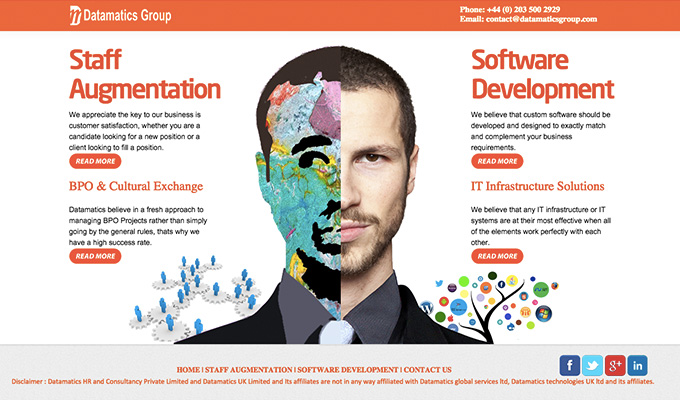 Datamatics Group
Phone: +44 (0) 203 500 2929
Email: contact@datamaticsgroup.com
Staff
Augmentation
We appreciate the key to our business is
customer satisfaction, whether you are a
candidate looking for a new position or a
client looking to fill a position.
READ MORE
BPO & Cultural Exchange
Datamatics believe in a fresh approach to
managing BPO Projects rather than simply
going by the general rules, thats why we
have a high success rate.
READ MORE
Software
Development
We believe that custom software should be
developed and designed to exactly match
and complement your business
requirements.
READ MORE
IT Infrastructure Solutions
We believe that any IT infrastructure or IT
systems are at their most effective when all
of the elements work perfectly with each
other.
READ MORE
HOME | STAFF AUGMENTATION | SOFTWARE DEVELOPMENT | CONTACT US
Disclaimer : Datamatics HR and Consultancy Private Limited and Datamatics UK Limited and Its affiliates are not in any way affiliated with Datamatics global services ltd, Datamatics technologies UK ltd and its affiliates.